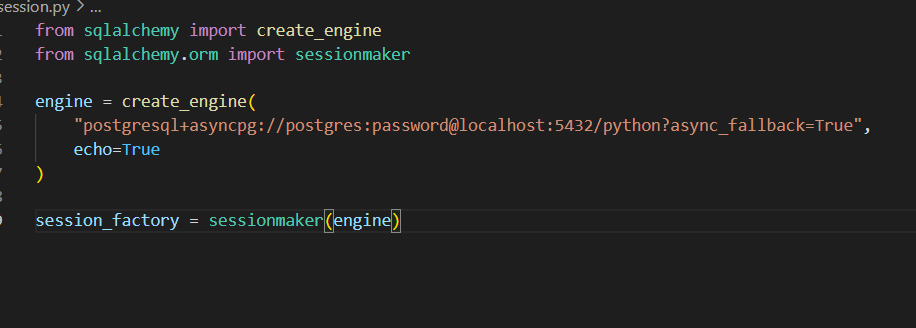 session.py > ...
from sqlalchemy import create_engine
from sqlalchemy.orm import sessionmaker
engine = create_engine(
    "postgresql+asyncpg://postgres:password@localhost:5432/python?async_fallback=True",
    echo=True
)
session_factory = sessionmaker(engine)